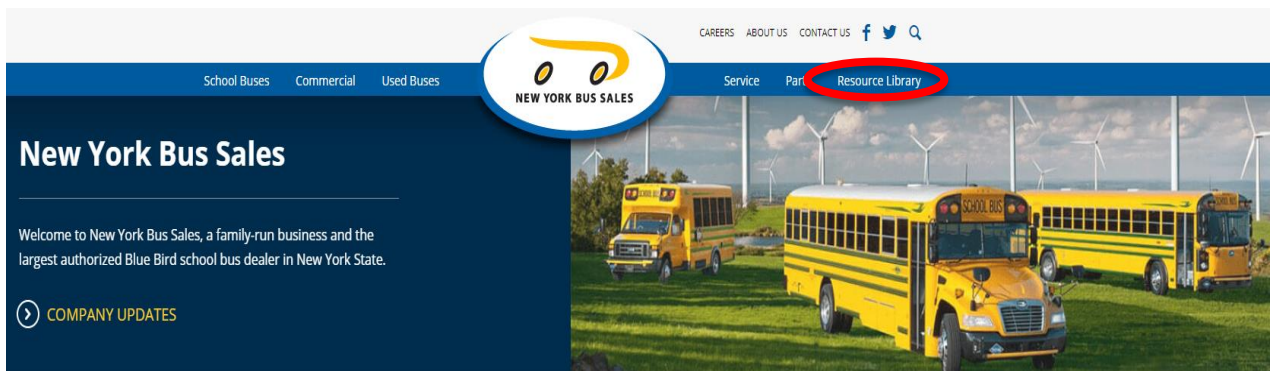 CAREERS ABOUT US CONTACT US
School Buses Commercial Used Buses
NEW YORK BUS SALES
Service Resource Library
New York Bus Sales
Welcome to New York Bus Sales, a family-run business and the
largest authorized Blue Bird school bus dealer in New York State.
COMPANY UPDATES
SCHOOL BUS